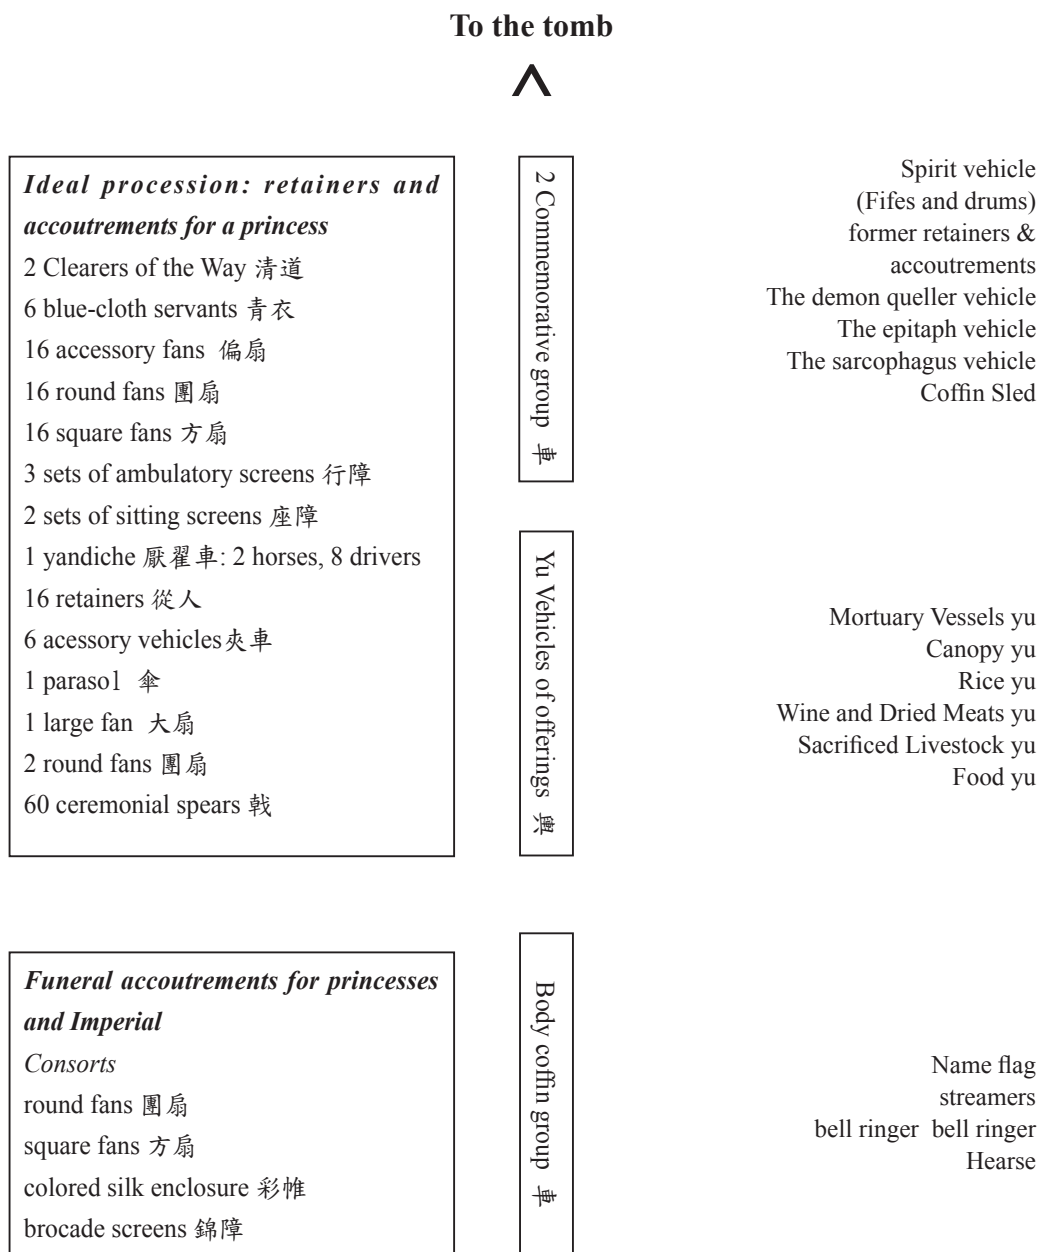 To the tomb
Ideal procession: retainers and
accoutrements for a princess
2 Clearers of the Way 清道
6 blue-cloth servants 青衣
16 accessory fans 偏扇
16 round fans 團扇
16 square fans 方扇
3 sets of ambulatory screens 行障
2 sets of sitting screens 座障
1 yandiche 厭翟車: 2 horses, 8 drivers
16 retainers 從人
6 acessory vehicles夾車
1 parasol 傘
1 large fan 大扇
2 round fans 團扇
60 ceremonial spears 戟
2 Commemorative group 車
Spirit vehicle
(Fifes and drums)
former retainers &
accoutrements
The demon queller vehicle
The epitaph vehicle
The sarcophagus vehicle
Coffin Sled
Yu Vehicles of offerings 輿
Mortuary Vessels yu
Canopy yu
Rice yu
Wine and Dried Meats yu
Sacrificed Livestock yu
Food yu
Funeral accoutrements for princesses
and Imperial
Consorts
round fans 團扇
square fans 方扇
colored silk enclosure 彩帷
brocade screens 錦障
Body coffin group 車
Name flag
streamers
bell ringer bell ringer
Hearse